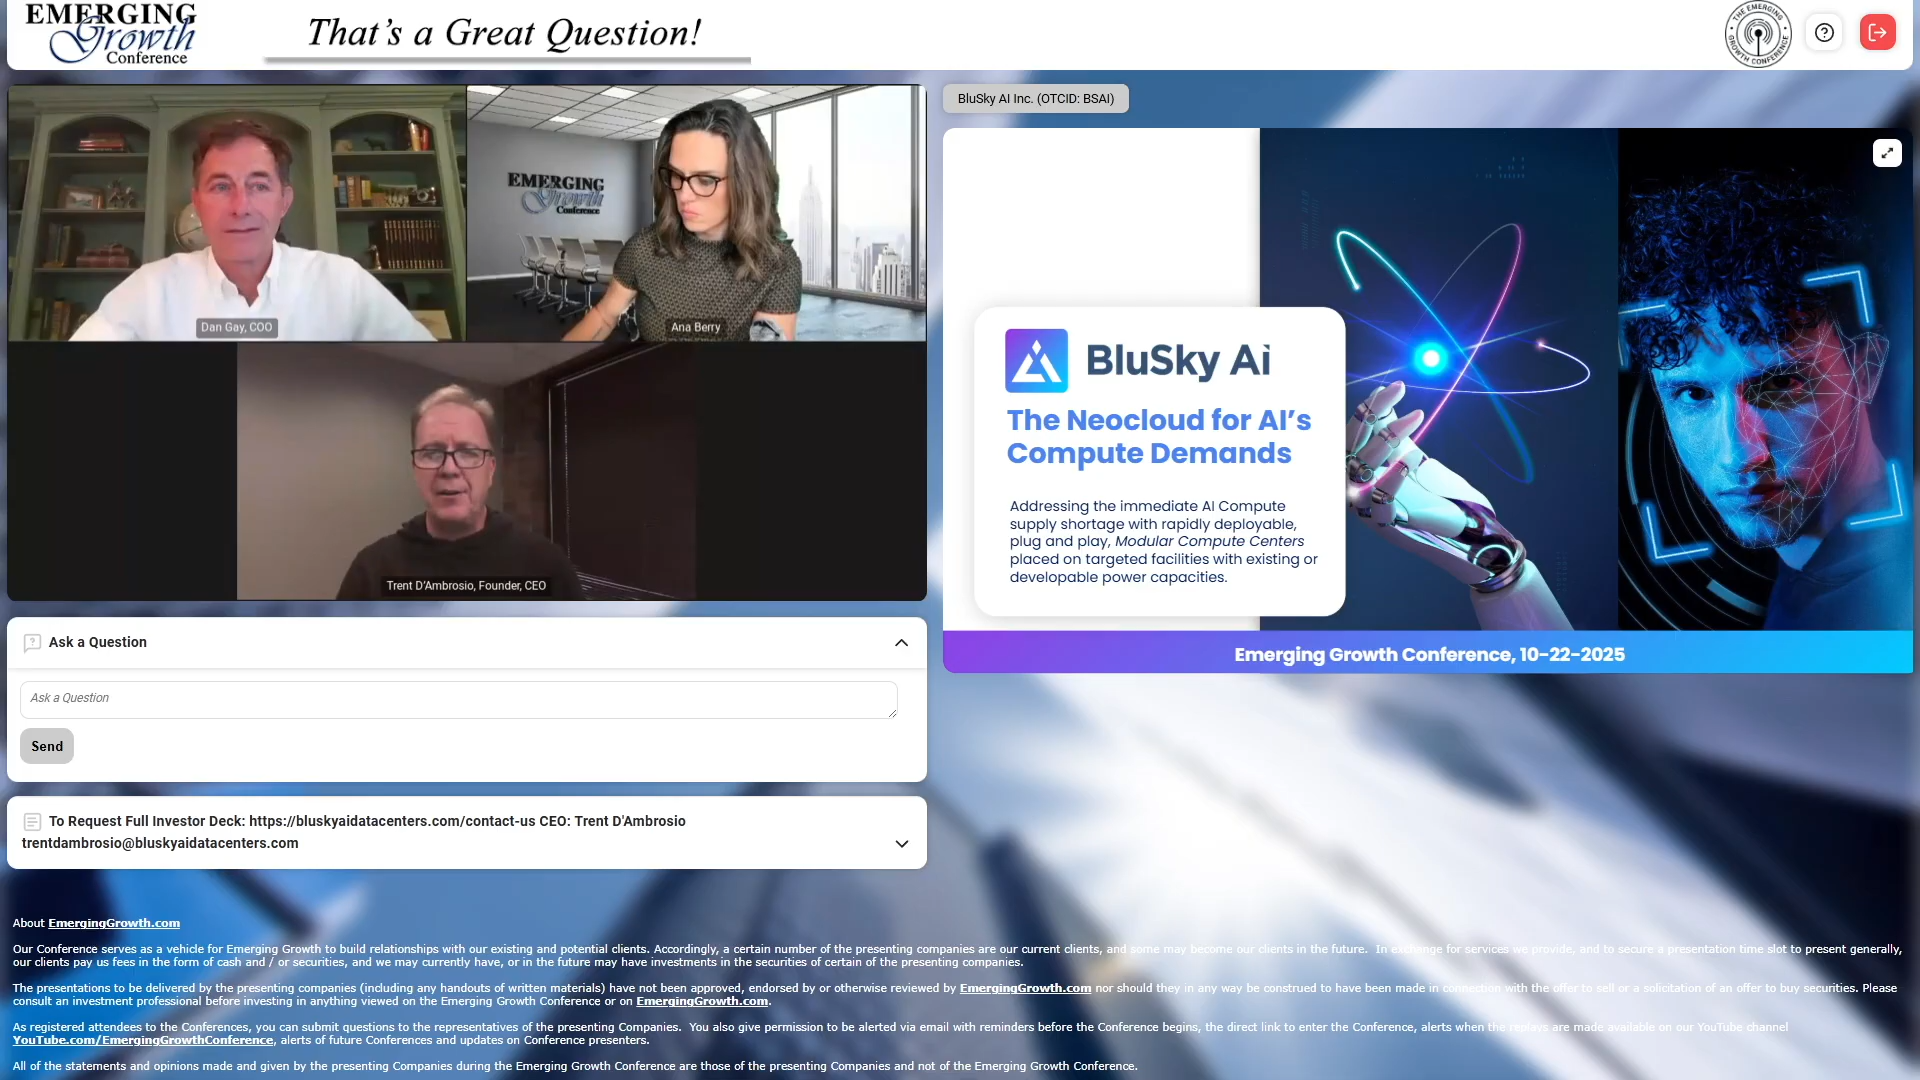 EMERGING
Growth
Conference
That's a Great Question!
THE EMERGING
GROWTH CONFERENCE
BluSky AI Inc. (OTCID: BSAI)
EMERGING
Growth
Conference
Dan Gay, COO
Ana Berry
Trent D'Ambrosio, Founder, CEO
BluSky Ai
The Neocloud for AI's
Compute Demands
Addressing the immediate AI Compute
supply shortage with rapidly deployable,
plug and play, Modular Compute Centers
placed on targeted facilities with existing or
developable power capacities.
Emerging Growth Conference, 10-22-2025
Ask a Question
Ask a Question
Send
To Request Full Investor Deck: https://bluskyaidatacenters.com/contact-us CEO: Trent D'Ambrosio
trentdambrosio@bluskyaidatacenters.com
About EmergingGrowth.com
Our Conference serves as a vehicle for Emerging Growth to build relationships with our existing and potential clients. Accordingly, a certain number of the presenting companies are our current clients, and some may become our clients in the future. In exchange for services we provide, and to secure a presentation time slot to present generally,
our clients pay us fees in the form of cash and / or securities, and we may currently have, or in the future may have investments in the securities of certain of the presenting companies.
The presentations to be delivered by the presenting companies (including any handouts of written materials) have not been approved, endorsed by or otherwise reviewed by EmergingGrowth.com nor should they in any way be construed to have been made in connection with the offer to sell or a solicitation of an offer to buy securities. Please
consult an investment professional before investing in anything viewed on the Emerging Growth Conference or on EmergingGrowth.com.
As registered attendees to the Conferences, you can submit questions to the representatives of the presenting Companies. You also give permission to be alerted via email with reminders before the Conference begins, the direct link to enter the Conference, alerts when the replays are made available on our YouTube channel
YouTube.com/EmergingGrowthConference, alerts of future Conferences and updates on Conference presenters.
All of the statements and opinions made and given by the presenting Companies during the Emerging Growth Conference are those of the presenting Companies and not of the Emerging Growth Conference.